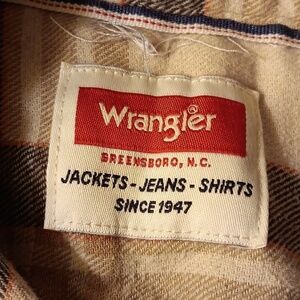 Wrangler®
GREENSBORO, N.C.
JACKETS - JEANS - SHIRTS
SINCE 1947